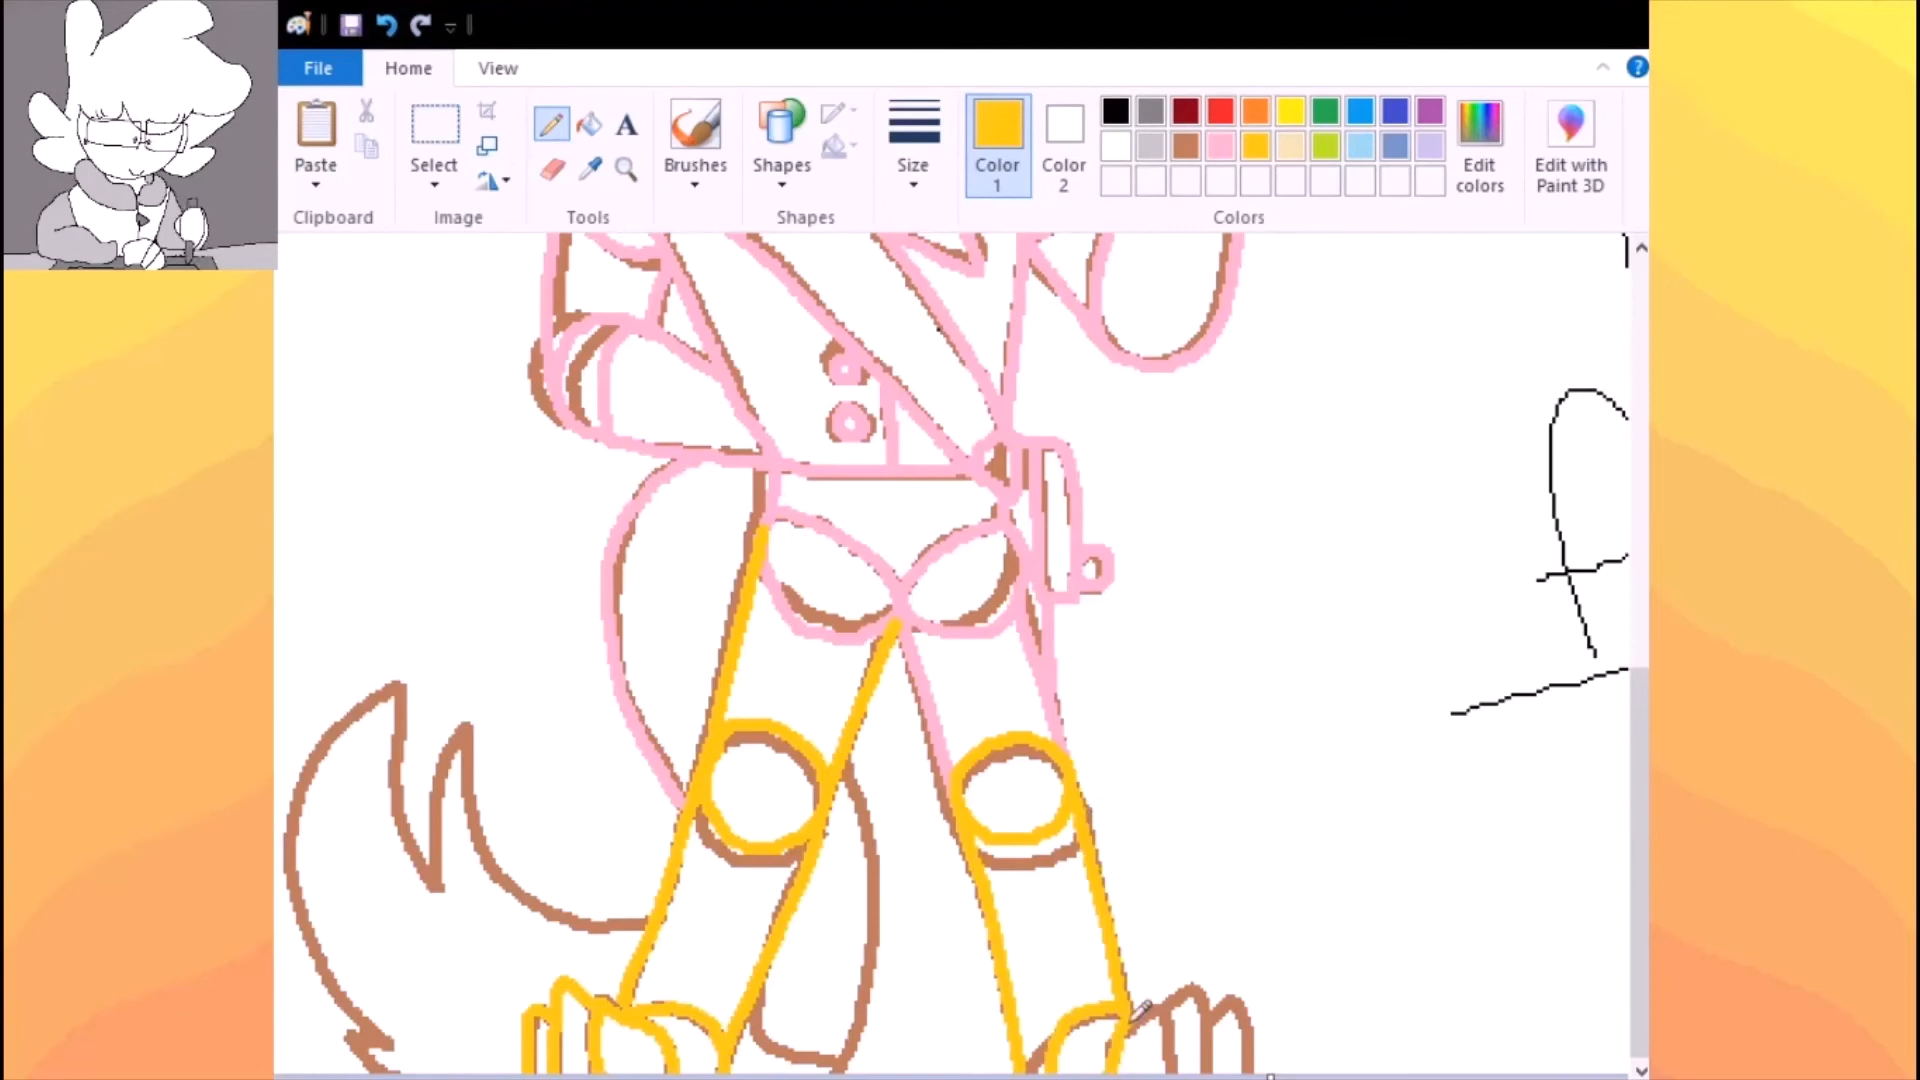 File Home View
Paste Select Brushes Shapes Size Color 1 Color 2 Edit colors Edit with Paint 3D
Clipboard Image Tools Shapes Colors